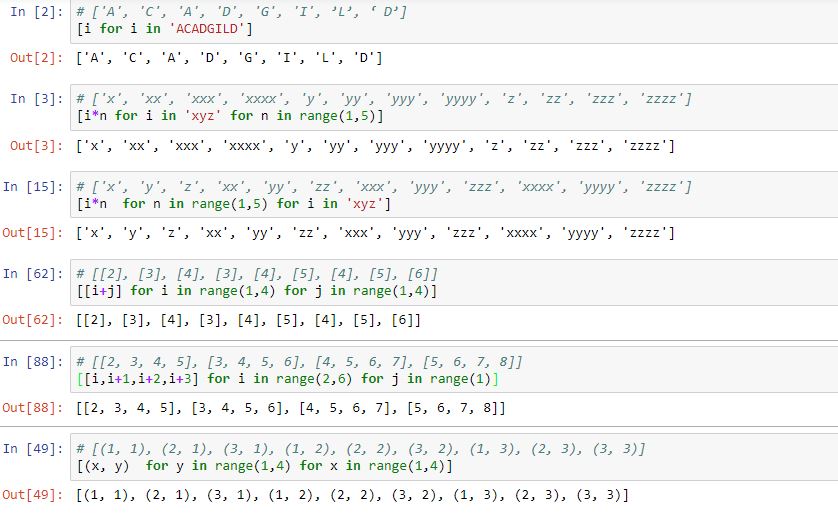 In [2]: # ['A', 'C', 'A', 'D', 'G', 'I', ’L’, ‘ D’]
[i for i in 'ACADGILD']
Out[2]: ['A', 'C', 'A', 'D', 'G', 'I', 'L', 'D']
In [3]: # ['x', 'xx', 'xxx', 'xxxx', 'y', 'yy', 'yyy', 'yyyy', 'z', 'zz', 'zzz', 'zzzz']
[i*n for i in 'xyz' for n in range(1,5)]
Out[3]: ['x', 'xx', 'xxx', 'xxxx', 'y', 'yy', 'yyy', 'yyyy', 'z', 'zz', 'zzz', 'zzzz']
In [15]: # ['x', 'y', 'z', 'xx', 'yy', 'zz', 'xxx', 'yyy', 'zzz', 'xxxx', 'yyyy', 'zzzz']
[i*n  for n in range(1,5) for i in 'xyz']
Out[15]: ['x', 'y', 'z', 'xx', 'yy', 'zz', 'xxx', 'yyy', 'zzz', 'xxxx', 'yyyy', 'zzzz']
In [62]: # [[2], [3], [4], [3], [4], [5], [4], [5], [6]]
[[i+j] for i in range(1,4) for j in range(1,4)]
Out[62]: [[2], [3], [4], [3], [4], [5], [4], [5], [6]]
In [88]: # [[2, 3, 4, 5], [3, 4, 5, 6], [4, 5, 6, 7], [5, 6, 7, 8]]
[[i,i+1,i+2,i+3] for i in range(2,6) for j in range(1)]
Out[88]: [[2, 3, 4, 5], [3, 4, 5, 6], [4, 5, 6, 7], [5, 6, 7, 8]]
In [49]: # [(1, 1), (2, 1), (3, 1), (1, 2), (2, 2), (3, 2), (1, 3), (2, 3), (3, 3)]
[(x, y)  for y in range(1,4) for x in range(1,4)]
Out[49]: [(1, 1), (2, 1), (3, 1), (1, 2), (2, 2), (3, 2), (1, 3), (2, 3), (3, 3)]